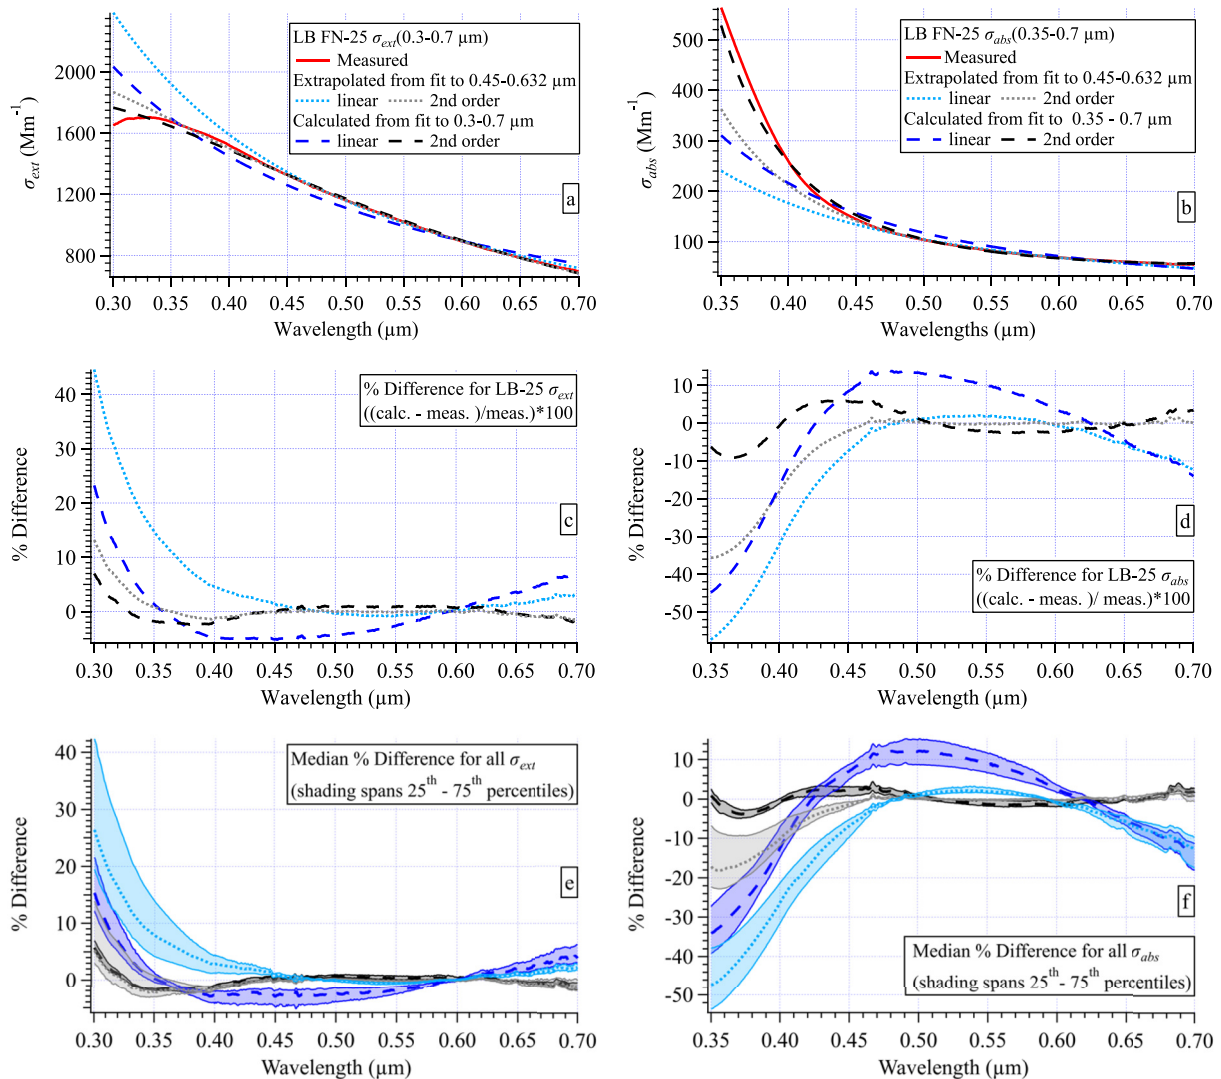 LB FN-25 σext(0.3-0.7 µm)
Measured
Extrapolated from fit to 0.45-0.632 µm
linear 2nd order
Calculated from fit to 0.3-0.7 µm
linear 2nd order
2000
1600
1200
800
σext (Mm-1)
a
0.30 0.35 0.40 0.45 0.50 0.55 0.60 0.65 0.70
Wavelength (µm)
LB FN-25 σabs(0.35-0.7 µm)
Measured
Extrapolated from fit to 0.45-0.632 µm
linear 2nd order
Calculated from fit to 0.35 - 0.7 µm
linear 2nd order
500
400
300
200
100
σabs (Mm-1)
b
0.35 0.40 0.45 0.50 0.55 0.60 0.65 0.70
Wavelengths (µm)
% Difference for LB-25 σext
((calc. - meas. )/meas.)*100
40
30
20
10
0
% Difference
c
0.30 0.35 0.40 0.45 0.50 0.55 0.60 0.65 0.70
Wavelength (µm)
10
0
-10
-20
-30
-40
-50
% Difference
d
% Difference for LB-25 σabs
((calc. - meas. )/ meas.)*100
0.35 0.40 0.45 0.50 0.55 0.60 0.65 0.70
Wavelength (µm)
Median % Difference for all σext
(shading spans 25th - 75th percentiles)
40
30
20
10
0
% Difference
e
0.30 0.35 0.40 0.45 0.50 0.55 0.60 0.65 0.70
Wavelength (µm)
10
0
-10
-20
-30
-40
-50
% Difference
f
Median % Difference for all σabs
(shading spans 25th - 75th percentiles)
0.35 0.40 0.45 0.50 0.55 0.60 0.65 0.70
Wavelength (µm)